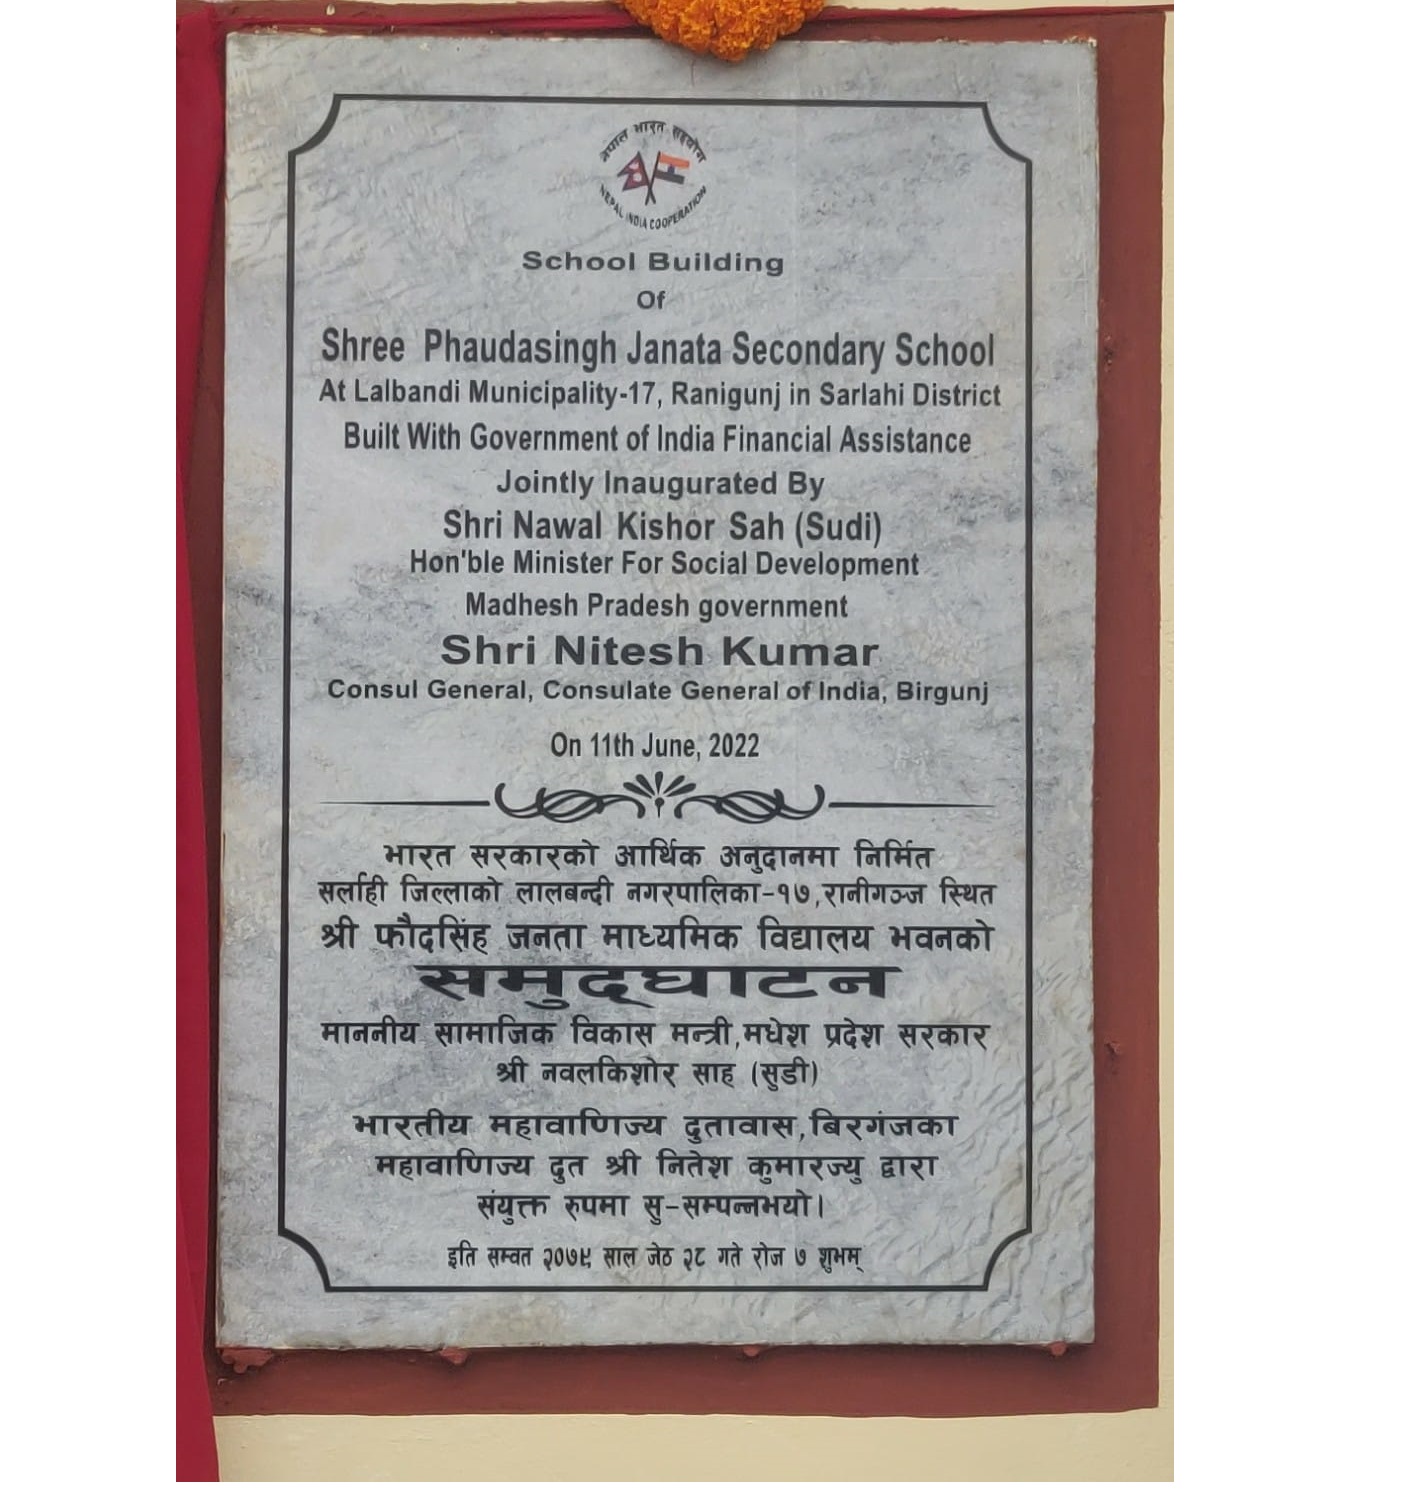 नेपाल भारत सहयोग
NEPAL INDIA COOPERATION
School Building
Of
Shree Phaudasingh Janata Secondary School
At Lalbandi Municipality-17, Ranigunj in Sarlahi District
Built With Government of India Financial Assistance
Jointly Inaugurated By
Shri Nawal Kishor Sah (Sudi)
Hon'ble Minister For Social Development
Madhesh Pradesh government
Shri Nitesh Kumar
Consul General, Consulate General of India, Birgunj
On 11th June, 2022
भारत सरकारको आर्थिक अनुदानमा निर्मित
सर्लाही जिल्लाको लालबन्दी नगरपालिका-१७,रानीगञ्ज स्थित
श्री फौदसिंह जनता माध्यमिक विद्यालय भवनको
समुद्घाटन
माननीय सामाजिक विकास मन्त्री,मधेश प्रदेश सरकार
श्री नवलकिशोर साह (सुडी)
भारतीय महावाणिज्य दुतावास,बिरगंजका
महावाणिज्य दुत श्री नितेश कुमारज्यु द्वारा
संयुक्त रुपमा सु-सम्पन्नभयो।
इति सम्वत २०७९ साल जेठ २८ गते रोज ७ शुभम्